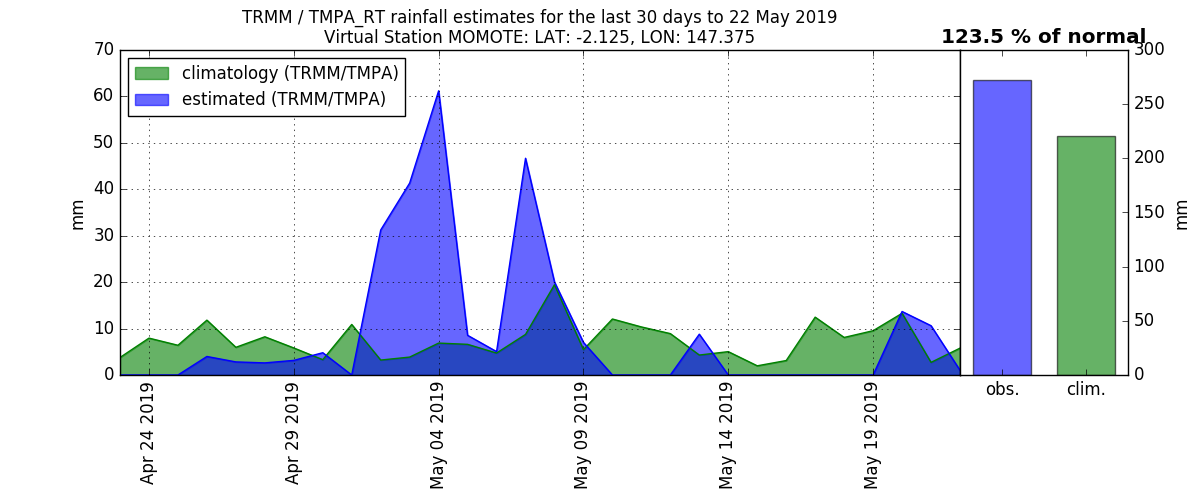 TRMM / TMPA_RT rainfall estimates for the last 30 days to 22 May 2019
Virtual Station MOMOTE: LAT: -2.125, LON: 147.375
123.5 % of normal
climatology (TRMM/TMPA)
estimated (TRMM/TMPA)
mm
70
60
50
40
30
20
10
0
Apr 24 2019
Apr 29 2019
May 04 2019
May 09 2019
May 14 2019
May 19 2019
obs.
clim.
300
250
200
150
100
50
0
mm